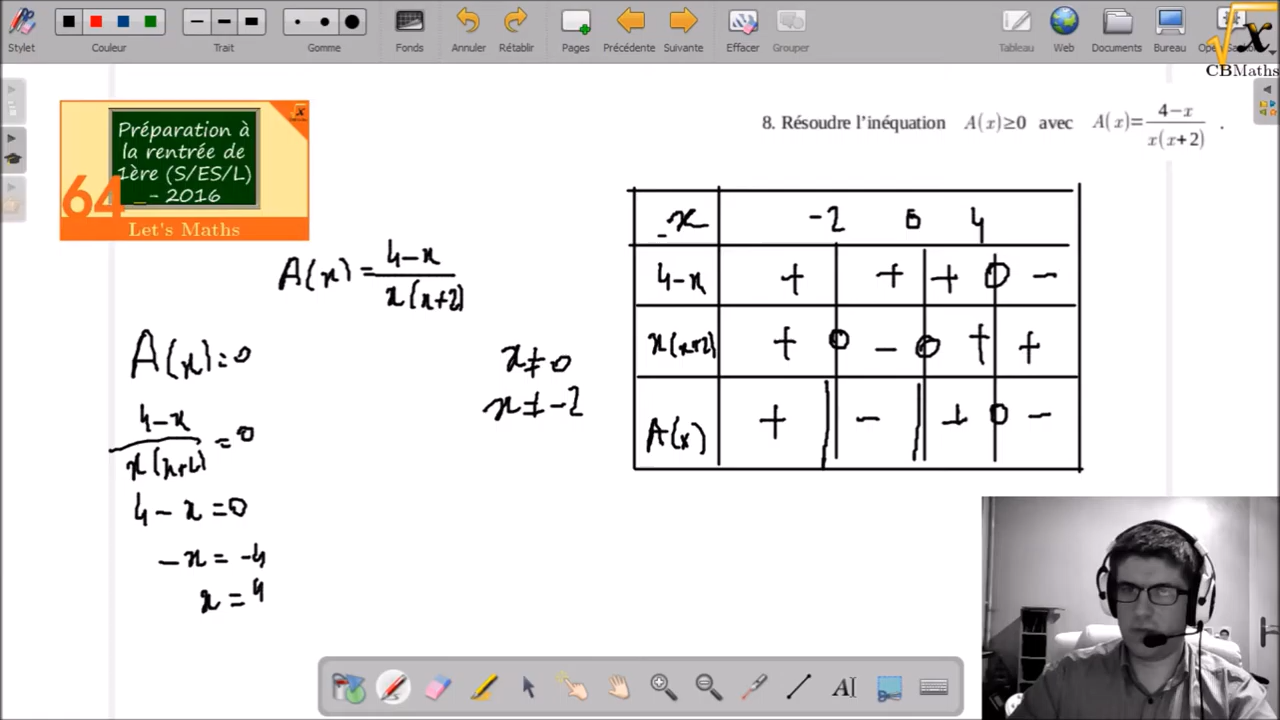 Stylet
Couleur
Trait
Gomme
Fonds
Annuler
Rétablir
Pages
Précédente
Suivante
Effacer
Grouper
Tableau
Web
Documents
Bureau
√x
CBMaths
Préparation à
la rentrée de
1ère (S/ES/L)
_- 2016
64
Let's Maths
8. Résoudre l'inéquation A(x)≥0 avec A(x)=(4−x)/(x(x+2)) .
A(x) = (4-x)/(x(x+2))
A(x)=0
(4-x)/(x(x+2)) = 0
4-x=0
-x = -4
x = 4
x≠0
x≠-2
x -2 0 4
4-x + + + 0 -
x(x+2) + 0 - 0 + +
A(x) + || - || + 0 -
AI